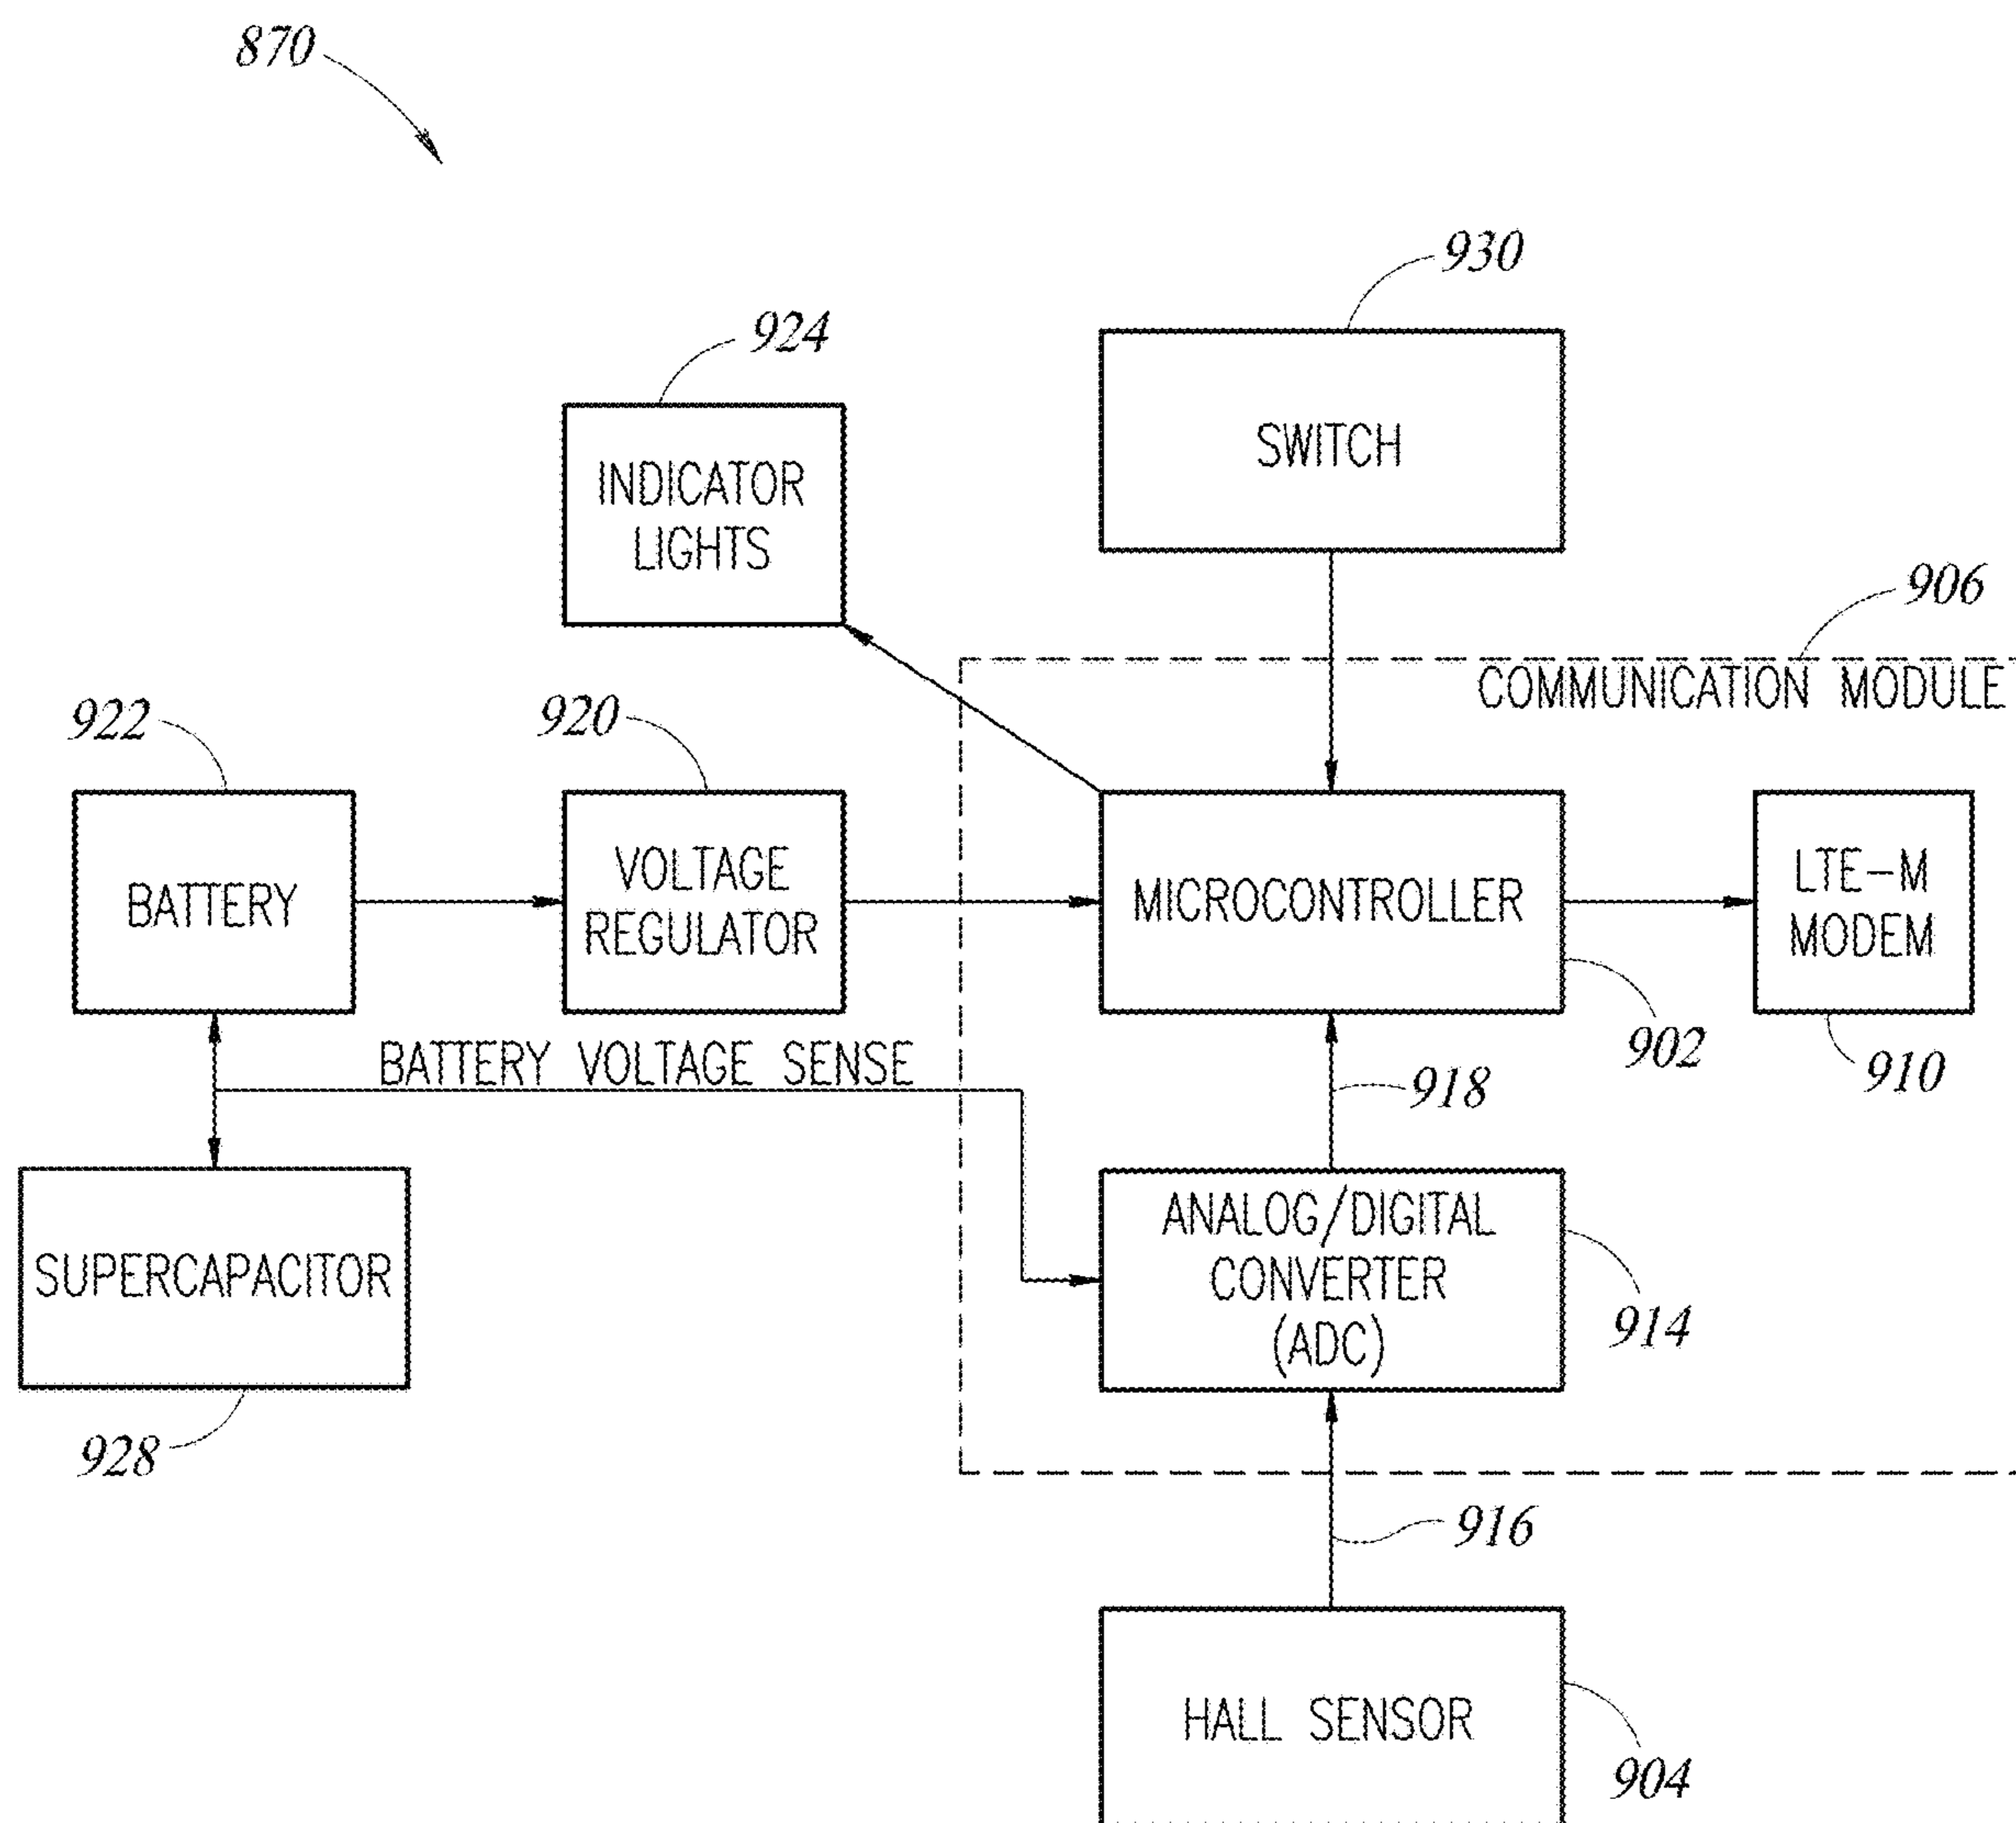 870
930
924
SWITCH
INDICATOR
LIGHTS
906
COMMUNICATION MODULE
922
920
BATTERY
VOLTAGE
REGULATOR
MICROCONTROLLER
LTE-M
MODEM
902
910
BATTERY VOLTAGE SENSE
918
SUPERCAPACITOR
ANALOG/DIGITAL
CONVERTER
(ADC)
914
928
916
HALL SENSOR
904